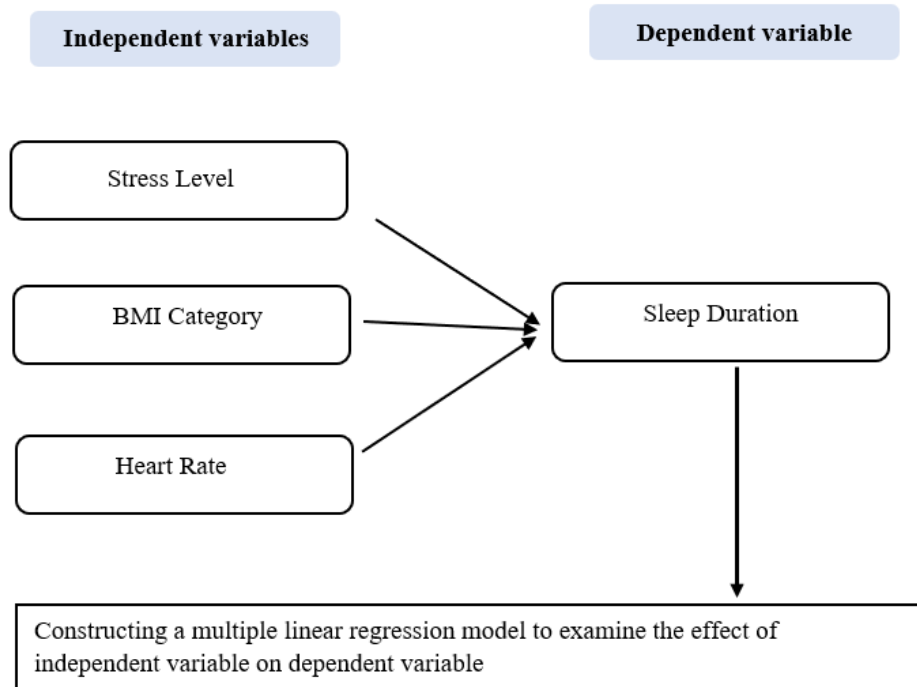 Independent variables
Dependent variable
Stress Level
BMI Category
Sleep Duration
Heart Rate
Constructing a multiple linear regression model to examine the effect of
independent variable on dependent variable